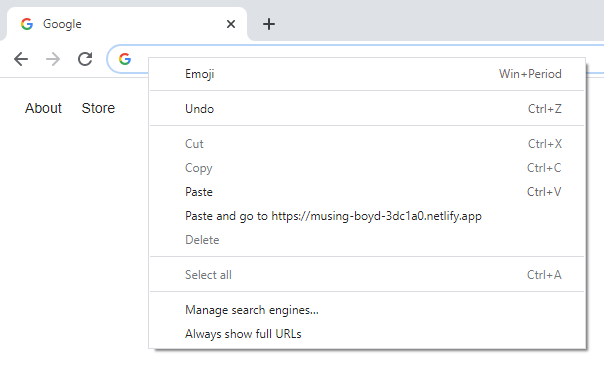 Google
About Store
Emoji Win+Period
Undo Ctrl+Z
Cut Ctrl+X
Copy Ctrl+C
Paste Ctrl+V
Paste and go to https://musing-boyd-3dc1a0.netlify.app
Delete
Select all Ctrl+A
Manage search engines...
Always show full URLs